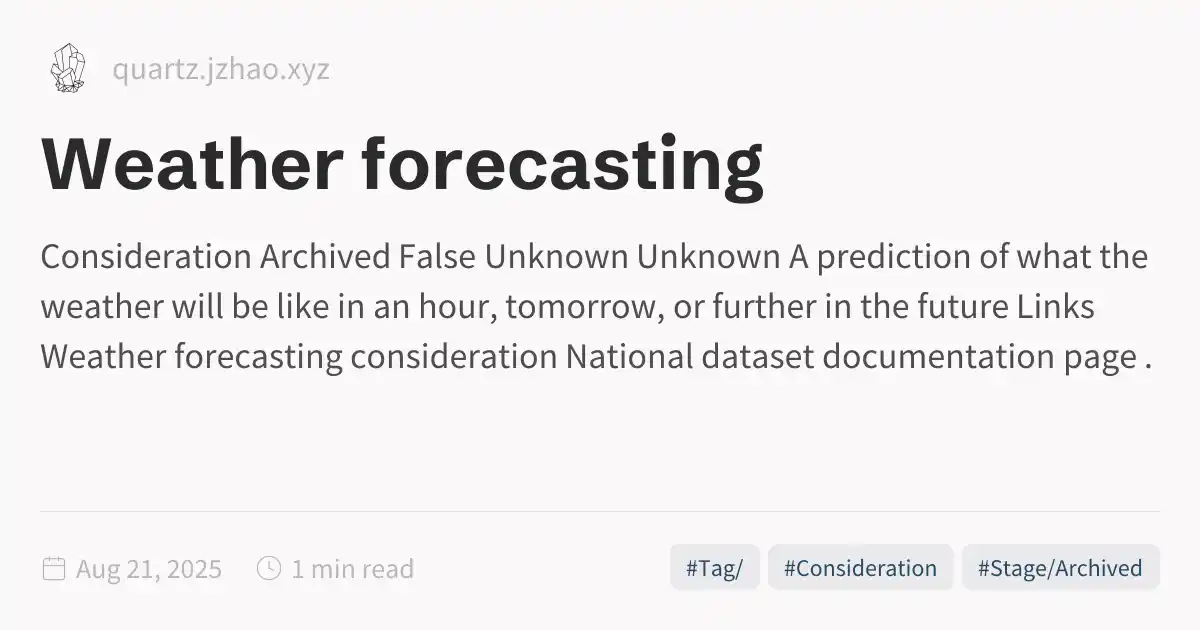 quartz.jzhao.xyz
Weather forecasting
Consideration Archived False Unknown Unknown A prediction of what the
weather will be like in an hour, tomorrow, or further in the future Links
Weather forecasting consideration National dataset documentation page .
Aug 21, 2025 1 min read #Tag/ #Consideration #Stage/Archived